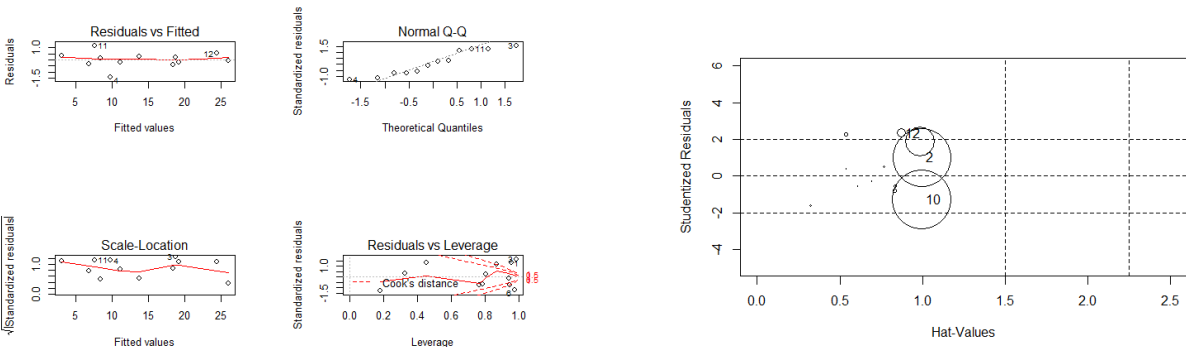 Residuals vs Fitted
Residuals
1.0
-1.5
11
12
4
5 10 15 20 25
Fitted values
Normal Q-Q
Standardized residuals
1.0
-1.0
4
11
3
-1.5 -0.5 0.5 1.0 1.5
Theoretical Quantiles
Scale-Location
√|Standardized residuals|
1.0
0.0
11
4
3
5 10 15 20 25
Fitted values
Residuals vs Leverage
Standardized residuals
1.0
-1.5
Cook's distance
3
1
6
0.0 0.2 0.4 0.6 0.8 1.0
Leverage
Studentized Residuals
6
4
2
0
-2
-4
12
2
10
0.0 0.5 1.0 1.5 2.0 2.5
Hat-Values